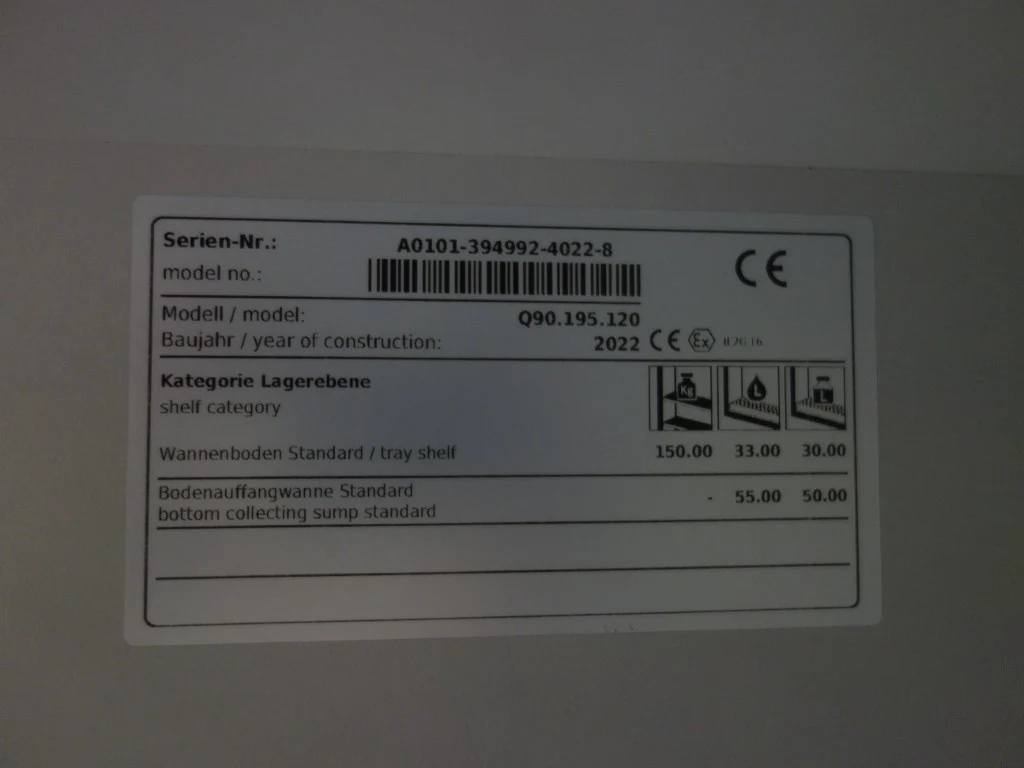 Serien-Nr.: A0101-394992-4022-8
model no.:
CE
Modell / model: Q90.195.120
Baujahr / year of construction: 2022 CE Ex
Kategorie Lagerebene
shelf category
Kg L L
Wannenboden Standard / tray shelf 150.00 33.00 30.00
Bodenauffangwanne Standard - 55.00 50.00
bottom collecting sump standard